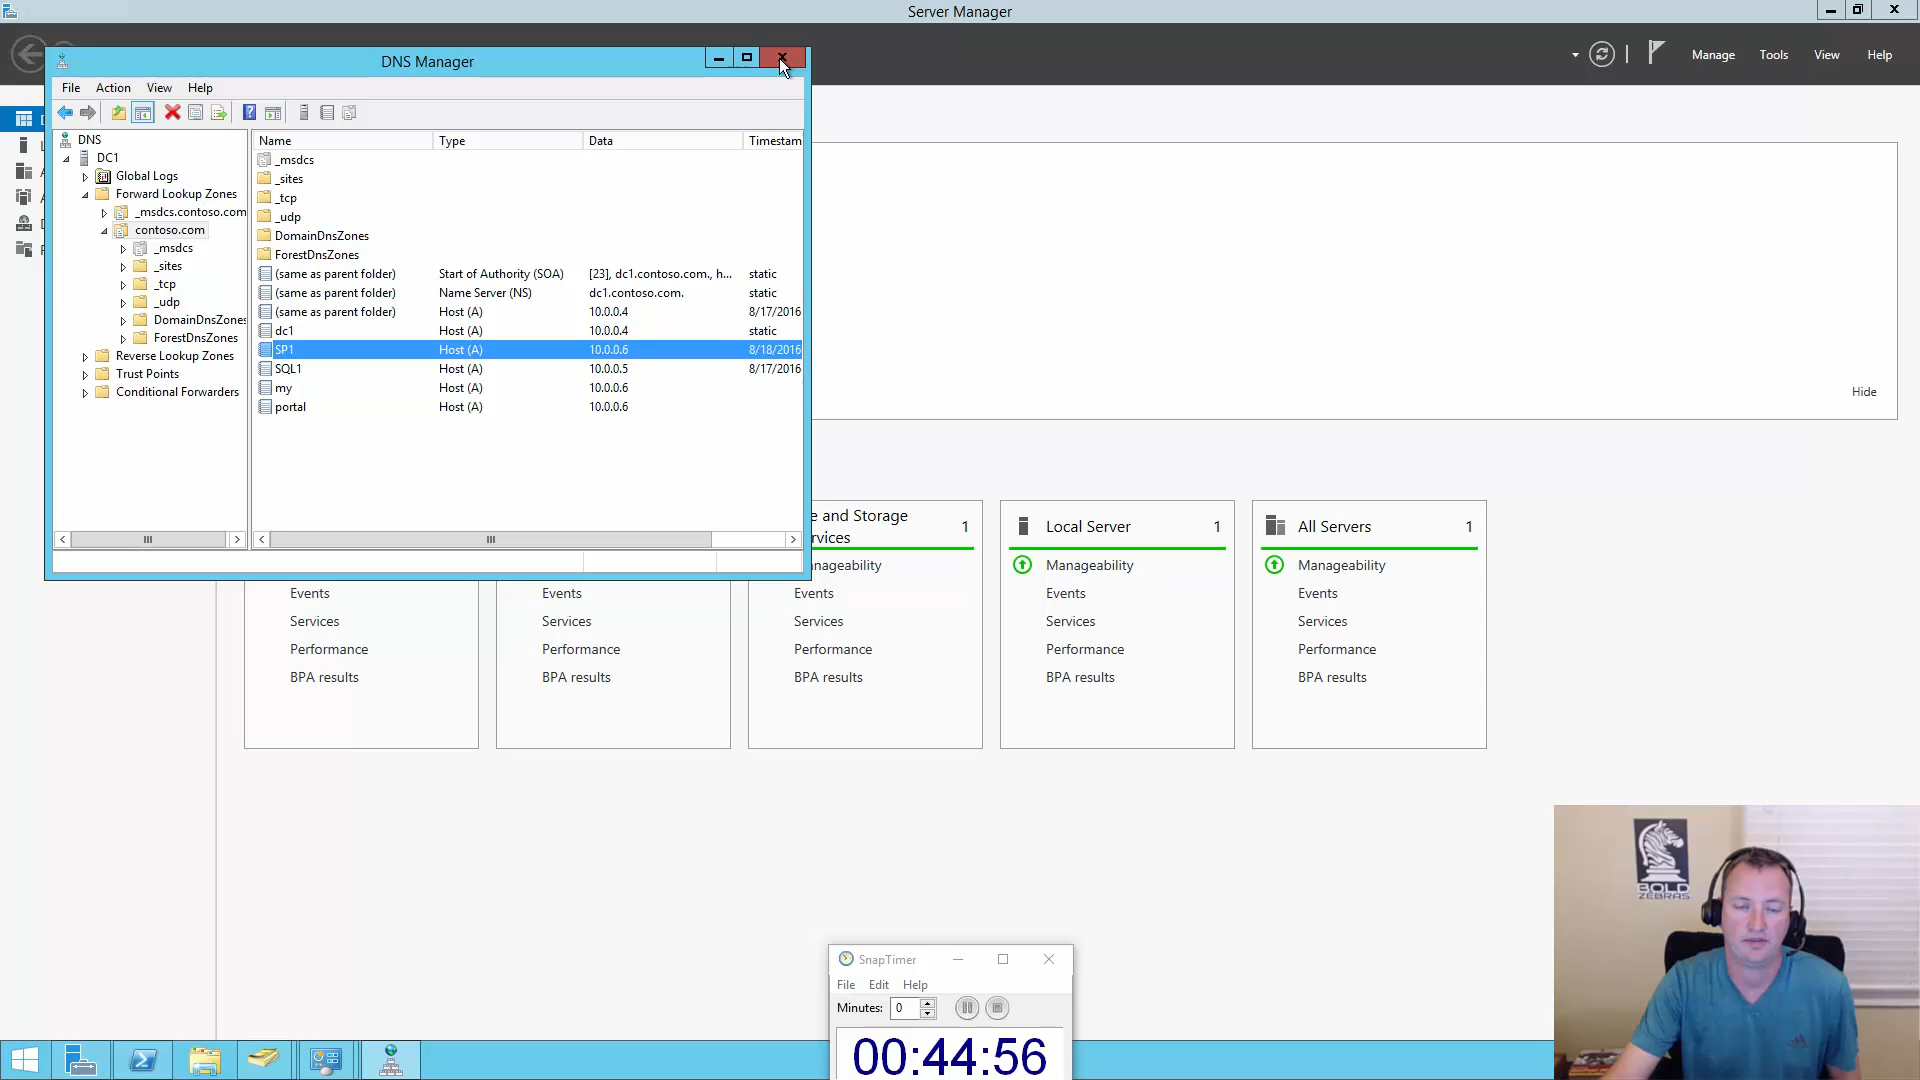 Server Manager
Manage
Tools
View
Help
DNS Manager
File
Action
View
Help
DNS
DC1
Global Logs
Forward Lookup Zones
_msdcs.contoso.com
contoso.com
_msdcs
_sites
_tcp
_udp
DomainDnsZones
ForestDnsZones
Reverse Lookup Zones
Trust Points
Conditional Forwarders
Name Type Data Timestam
_msdcs
_sites
_tcp
_udp
DomainDnsZones
ForestDnsZones
(same as parent folder) Start of Authority (SOA) [23], dc1.contoso.com., h... static
(same as parent folder) Name Server (NS) dc1.contoso.com. static
(same as parent folder) Host (A) 10.0.0.4 8/17/2016
dc1 Host (A) 10.0.0.4 static
SP1 Host (A) 10.0.0.6 8/18/2016
SQL1 Host (A) 10.0.0.5 8/17/2016
my Host (A) 10.0.0.6
portal Host (A) 10.0.0.6
Hide
e and Storage
rvices
1
nageability
Events
Services
Performance
BPA results
Local Server 1
Manageability
Events
Services
Performance
BPA results
All Servers 1
Manageability
Events
Services
Performance
BPA results
Events
Services
Performance
BPA results
Events
Services
Performance
BPA results
SnapTimer
File
Edit
Help
Minutes: 0
00:44:56
BOLD
ZEBRAS